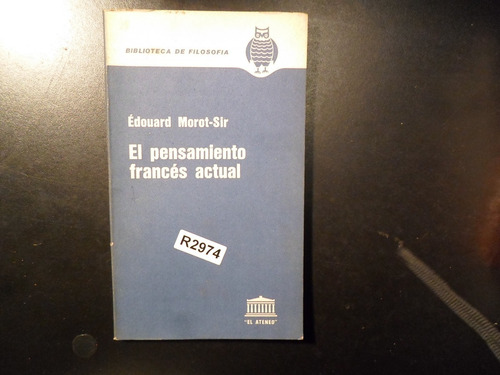 BIBLIOTECA DE FILOSOFIA
Édouard Morot-Sir
El pensamiento
francés actual
R2974
"EL ATENEO"